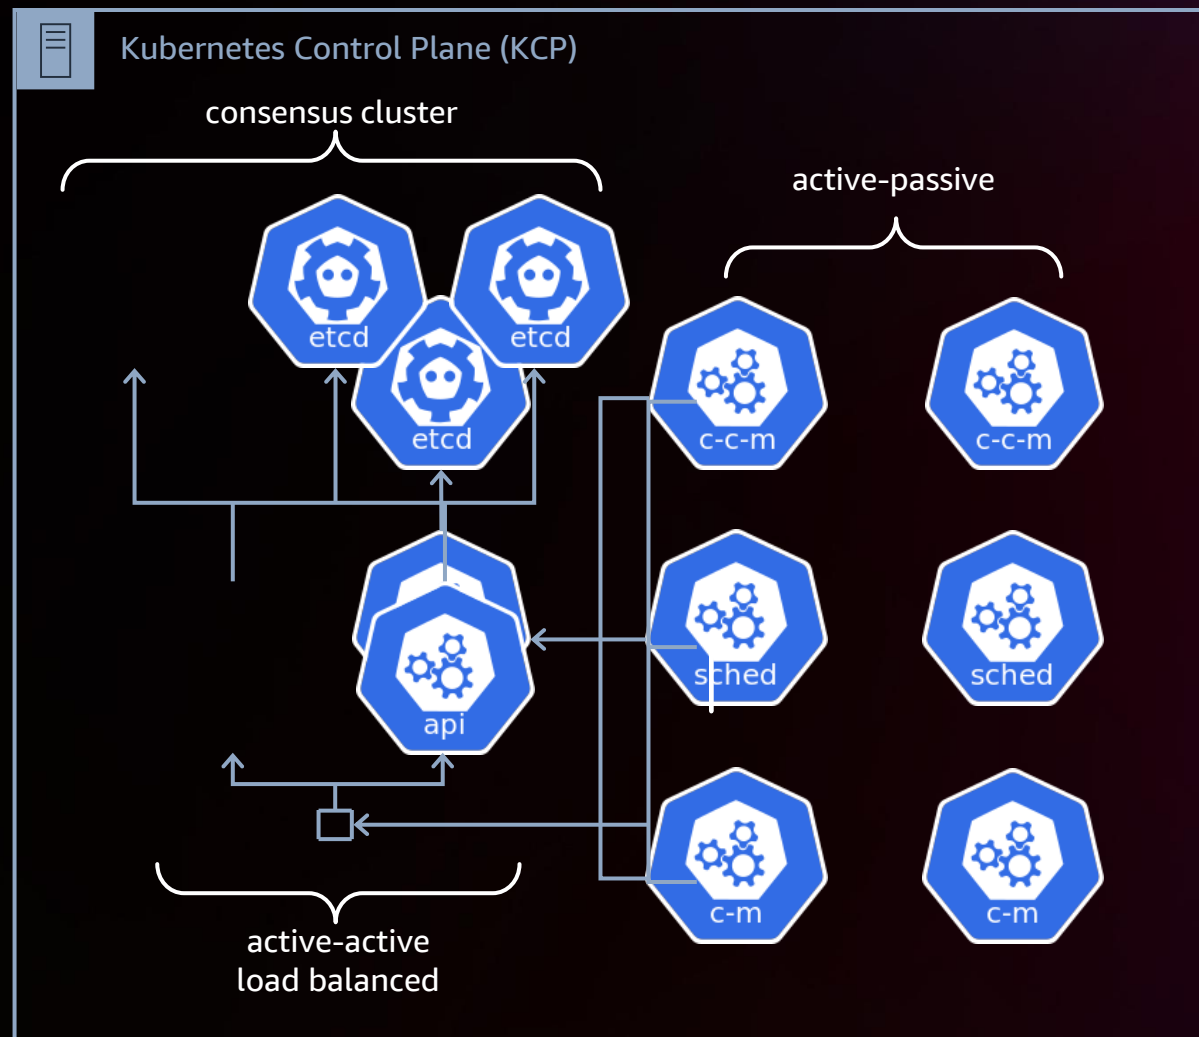 Kubernetes Control Plane (KCP)
consensus cluster
active-passive
etcd
etcd
etcd
c-c-m
c-c-m
sched
sched
api
c-m
c-m
active-active
load balanced